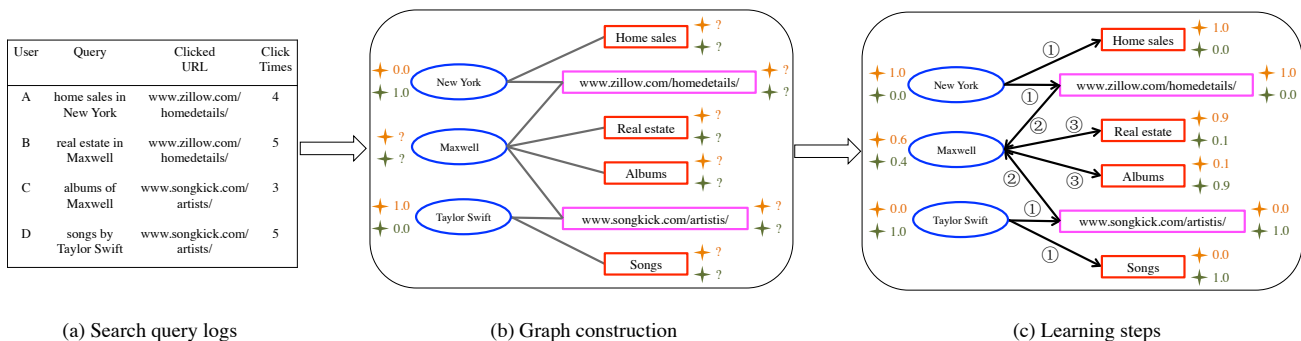 User Query Clicked URL Click Times
A home sales in New York www.zillow.com/ homedetails/ 4
B real estate in Maxwell www.zillow.com/ homedetails/ 5
C albums of Maxwell www.songkick.com/ artists/ 3
D songs by Taylor Swift www.songkick.com/ artists/ 5
(a) Search query logs
Home sales
?
?
0.0
1.0
New York
www.zillow.com/homedetails/
?
?
?
?
Maxwell
Real estate
?
?
Albums
?
?
1.0
0.0
Taylor Swift
www.songkick.com/artistis/
?
?
Songs
?
?
(b) Graph construction
Home sales
1.0
0.0
①
1.0
0.0
New York
①
www.zillow.com/homedetails/
1.0
0.0
②
③
Real estate
0.9
0.1
0.6
0.4
Maxwell
②
③
Albums
0.1
0.9
0.0
1.0
Taylor Swift
①
www.songkick.com/artistis/
0.0
1.0
①
Songs
0.0
1.0
(c) Learning steps